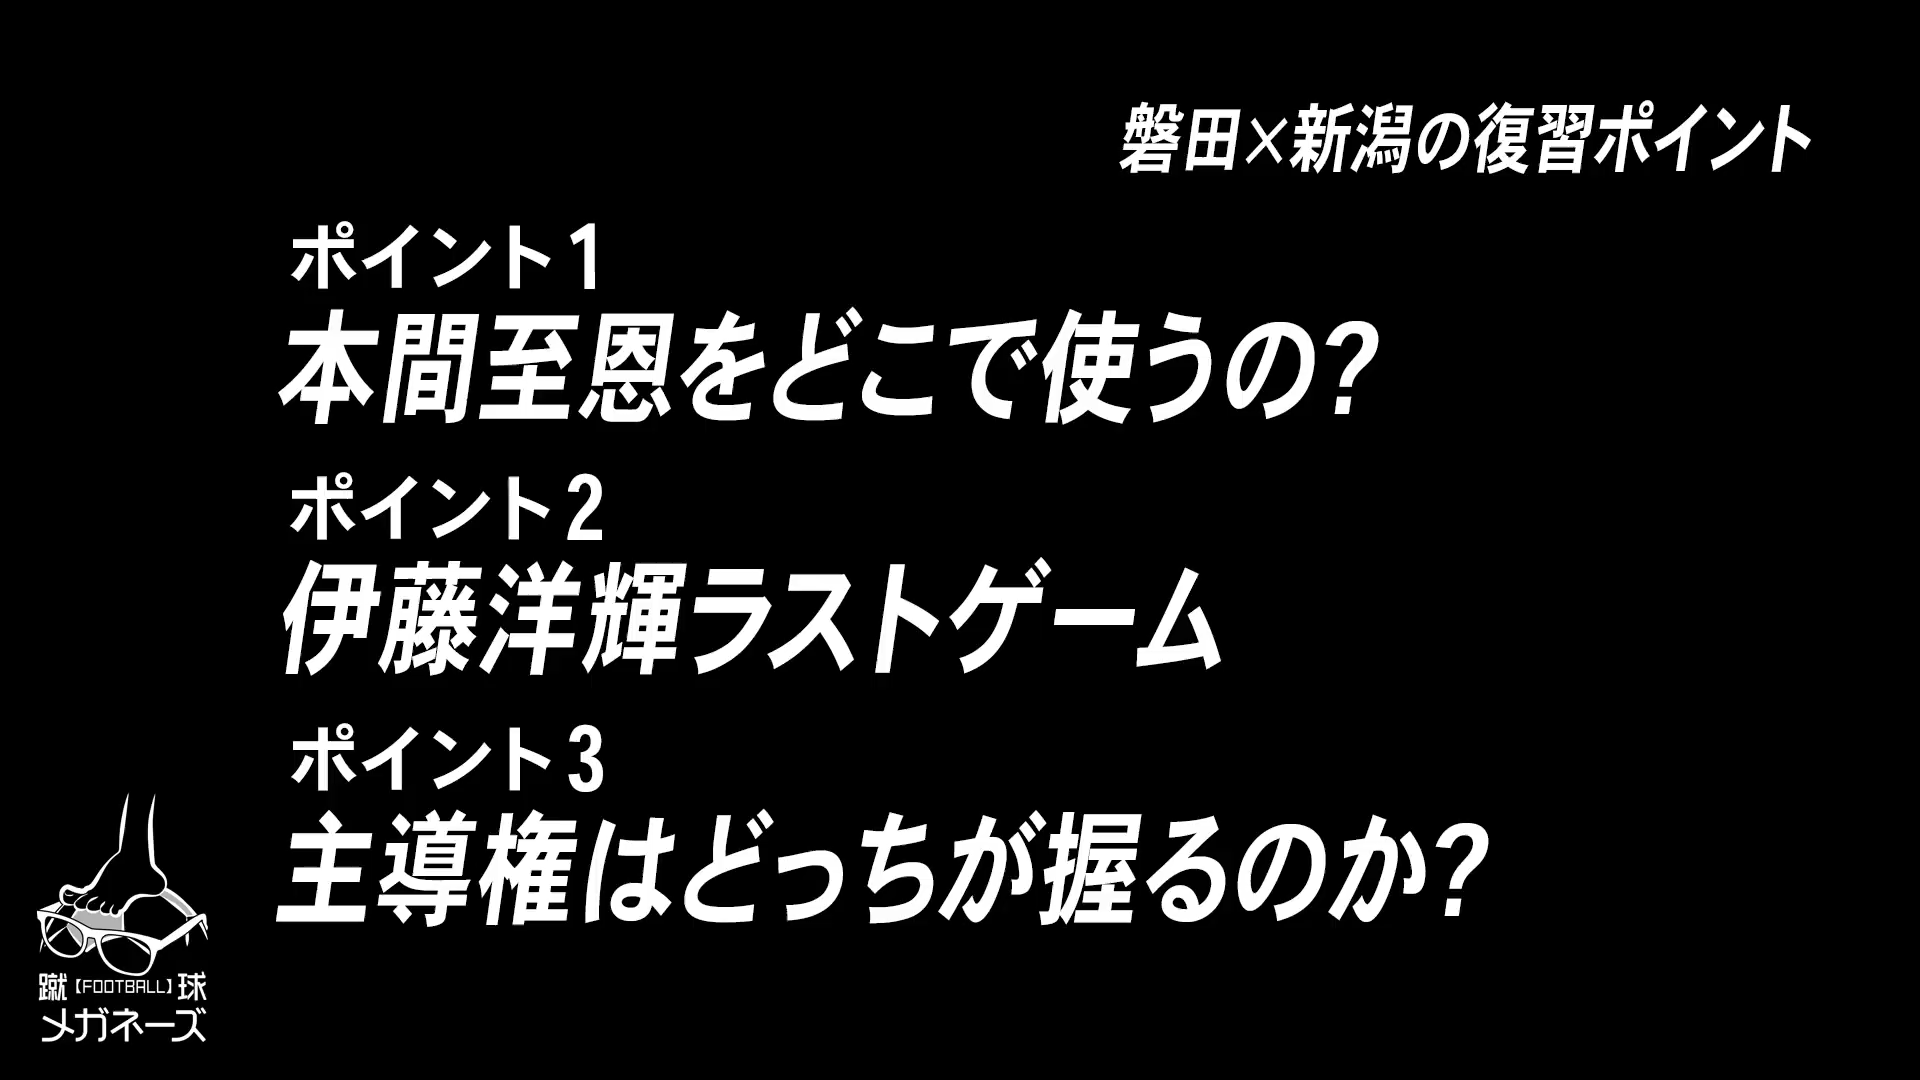 磐田×新潟の復習ポイント
ポイント1
本間至恩をどこで使うの?
ポイント2
伊藤洋輝ラストゲーム
ポイント3
主導権はどっちが握るのか?
蹴【FOOTBALL】球
メガネーズ